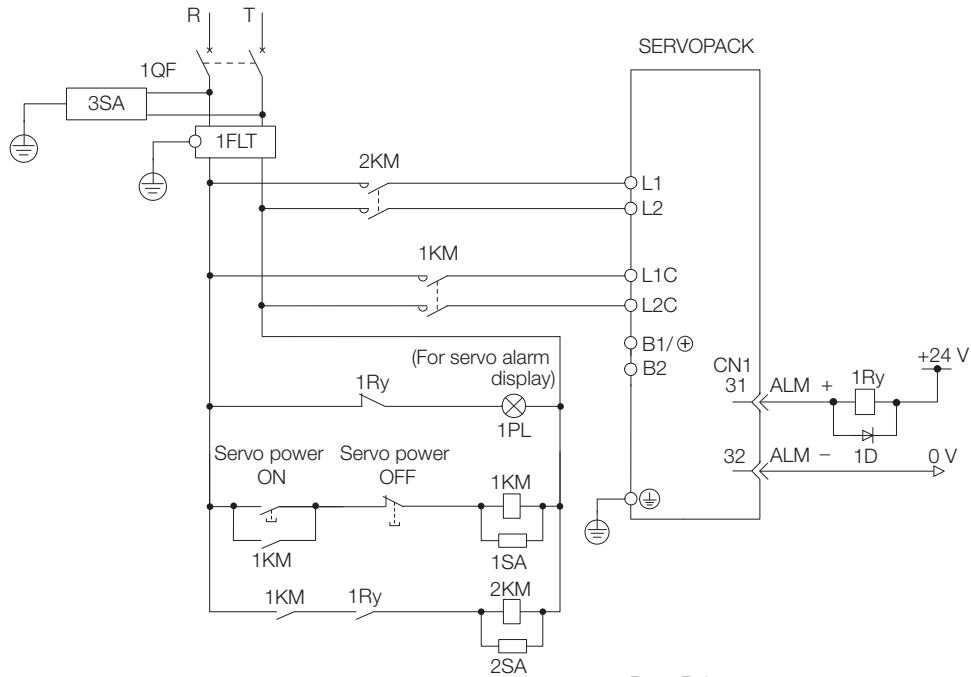 R T
SERVOPACK
1QF
3SA
1FLT
2KM
L1
L2
1KM
L1C
L2C
B1/⊕
B2
(For servo alarm
display)
CN1
+24 V
1Ry
31 ALM + 1Ry
1PL
1D
32 ALM − 0 V
Servo power
ON
Servo power
OFF
1KM
1KM
1SA
1KM 1Ry 2KM
2SA